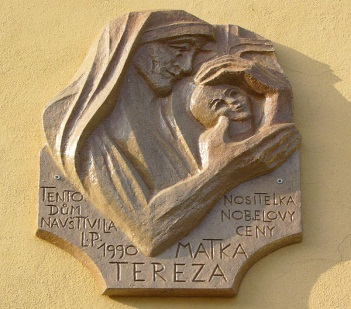 TENTO
DŮM
NAVŠTÍVILA
L.P. 1990
NOSITELKA
NOBELOVY
CENY
MATKA
TEREZA